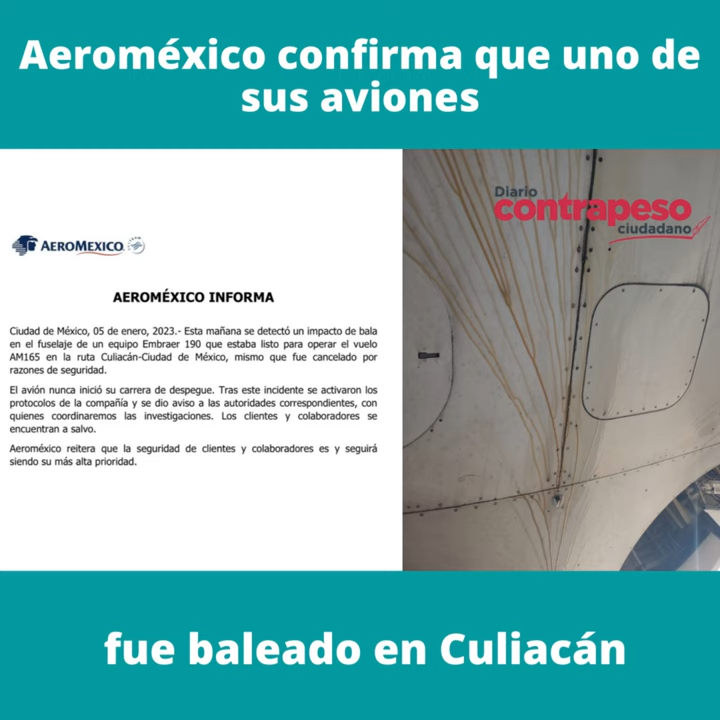 Aeroméxico confirma que uno de
sus aviones
AEROMEXICO
AEROMÉXICO INFORMA
Ciudad de México, 05 de enero, 2023.- Esta mañana se detectó un impacto de bala
en el fuselaje de un equipo Embraer 190 que estaba listo para operar el vuelo
AM165 en la ruta Culiacán-Ciudad de México, mismo que fue cancelado por
razones de seguridad.
El avión nunca inició su carrera de despegue. Tras este incidente se activaron los
protocolos de la compañía y se dio aviso a las autoridades correspondientes, con
quienes coordinaremos las investigaciones. Los clientes y colaboradores se
encuentran a salvo.
Aeroméxico reitera que la seguridad de clientes y colaboradores es y seguirá
siendo su más alta prioridad.
Diario
contrapeso
ciudadano
fue baleado en Culiacán